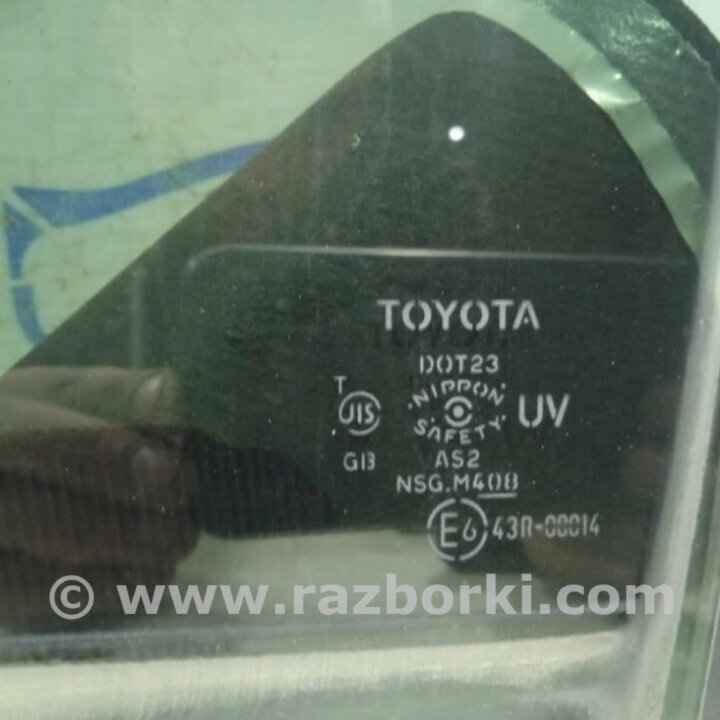 TOYOTA
DOT23
T
JIS
NIPPON
SAFETY
UV
GB
AS2
NSG.M408
E6 43R-00014
© www.razborki.com